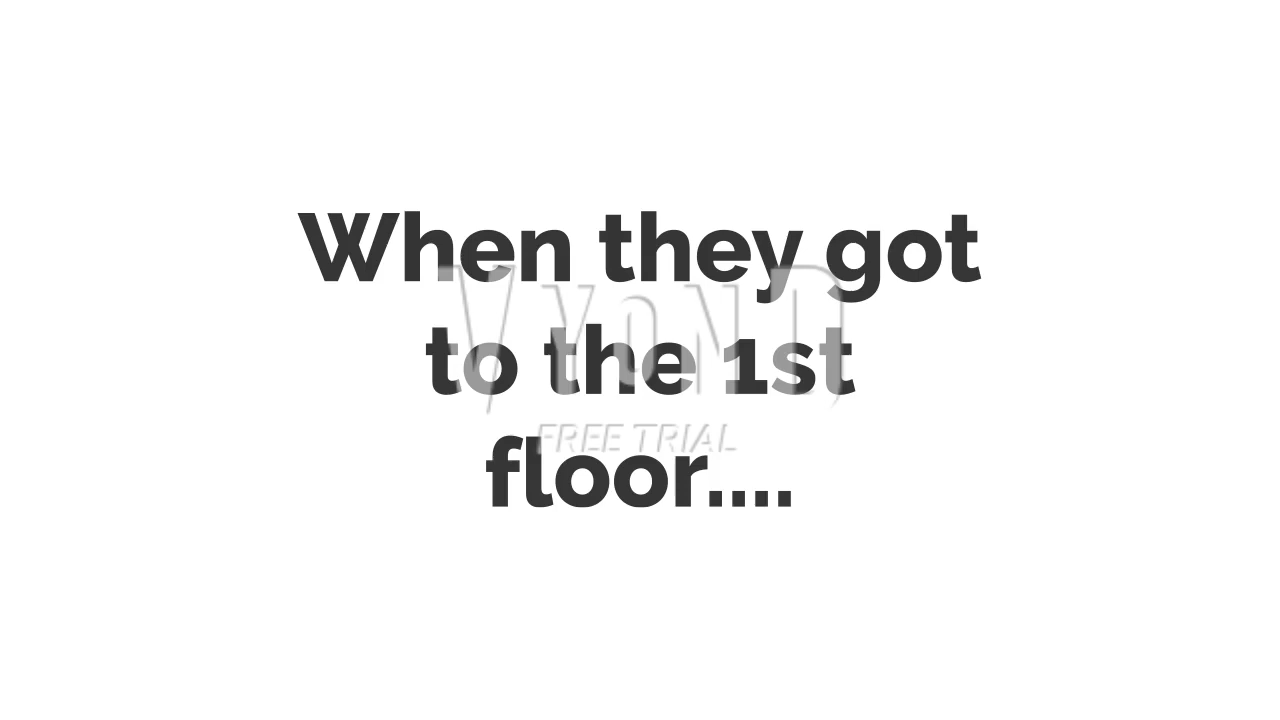 When they got
to the 1st
floor....
VYOND
FREE TRIAL